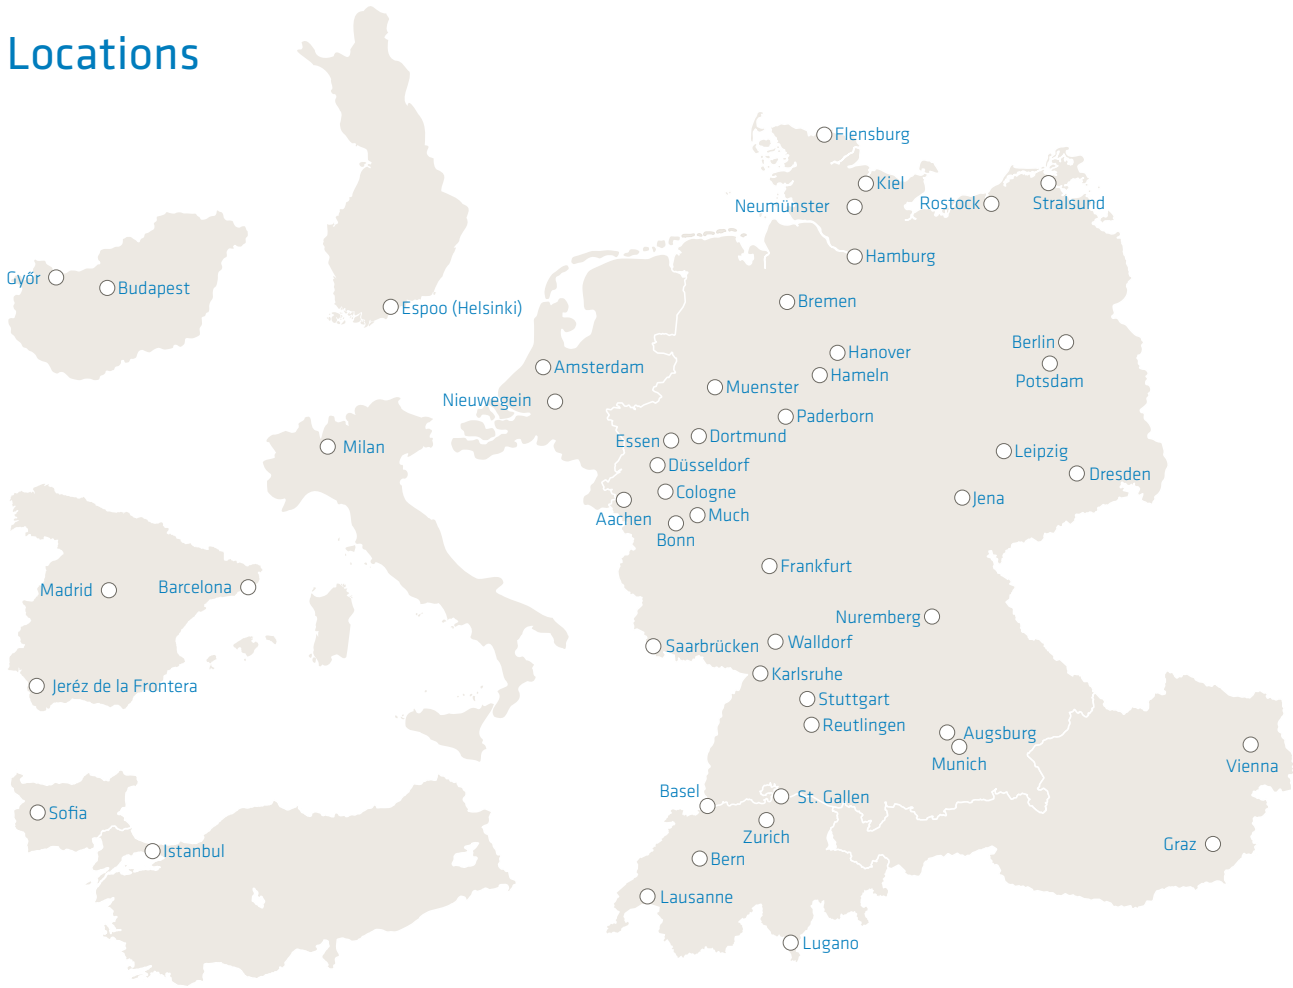 Locations
Flensburg
Kiel
Neumünster
Rostock
Stralsund
Hamburg
Győr
Budapest
Espoo (Helsinki)
Bremen
Berlin
Hanover
Amsterdam
Hameln
Potsdam
Muenster
Nieuwegein
Paderborn
Dortmund
Essen
Milan
Leipzig
Düsseldorf
Dresden
Cologne
Jena
Aachen
Much
Bonn
Frankfurt
Madrid
Barcelona
Nuremberg
Saarbrücken
Walldorf
Karlsruhe
Jeréz de la Frontera
Stuttgart
Reutlingen
Augsburg
Munich
Vienna
Basel
St. Gallen
Sofia
Zurich
Graz
Istanbul
Bern
Lausanne
Lugano